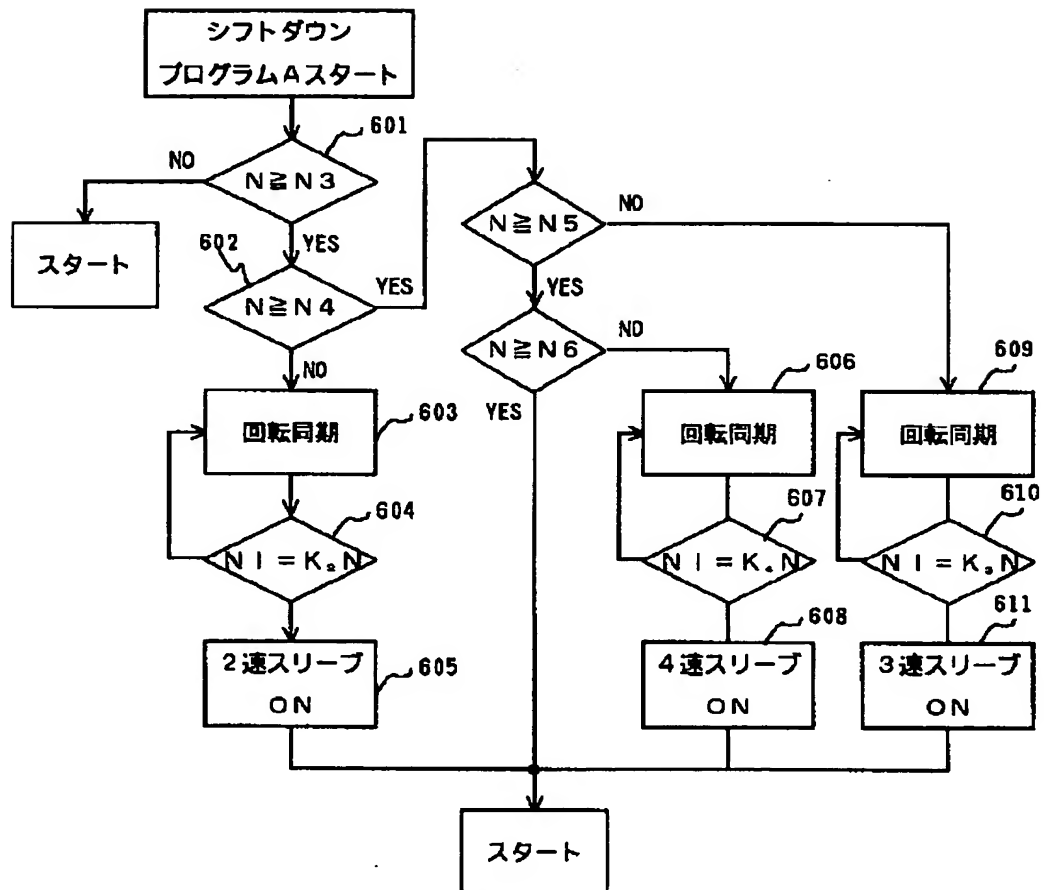 シフトダウン
プログラムAスタート
601
NO
N≧N3
YES
スタート
602
N≧N4
YES
NO
N≧N5
NO
YES
N≧N6
NO
YES
回転同期
603
606
回転同期
609
回転同期
604
NI=K₂N
607
NI=K₄N
610
NI=K₃N
2速スリーブ
ON
605
608
4速スリーブ
ON
611
3速スリーブ
ON
スタート